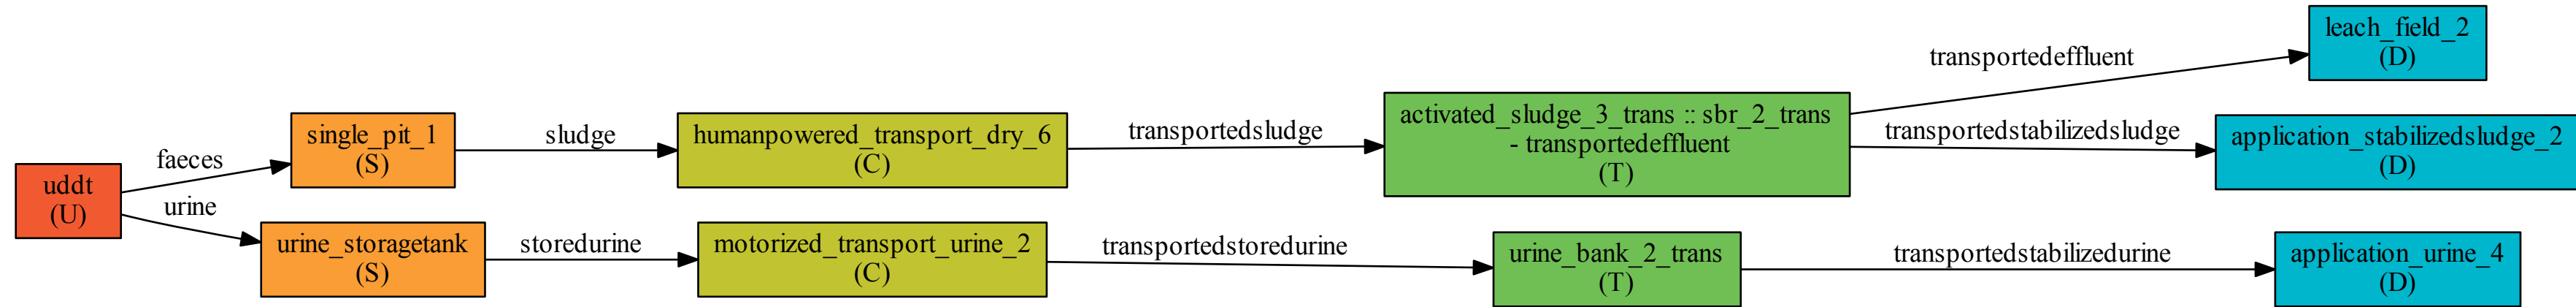 uddt
(U)
faeces
urine
single_pit_1
(S)
urine_storagetank
(S)
sludge
storedurine
humanpowered_transport_dry_6
(C)
motorized_transport_urine_2
(C)
transportedsludge
transportedstoredurine
activated_sludge_3_trans :: sbr_2_trans
- transportedeffluent
(T)
urine_bank_2_trans
(T)
transportedeffluent
transportedstabilizedsludge
transportedstabilizedurine
leach_field_2
(D)
application_stabilizedsludge_2
(D)
application_urine_4
(D)